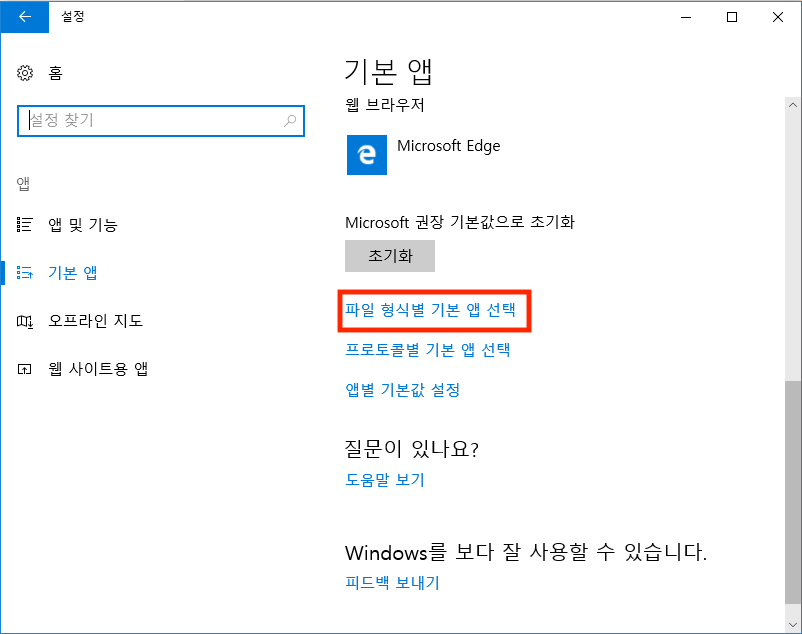 설정
홈
설정 찾기
앱
앱 및 기능
기본 앱
오프라인 지도
웹 사이트용 앱
기본 앱
웹 브라우저
Microsoft Edge
Microsoft 권장 기본값으로 초기화
초기화
파일 형식별 기본 앱 선택
프로토콜별 기본 앱 선택
앱별 기본값 설정
질문이 있나요?
도움말 보기
Windows를 보다 잘 사용할 수 있습니다.
피드백 보내기